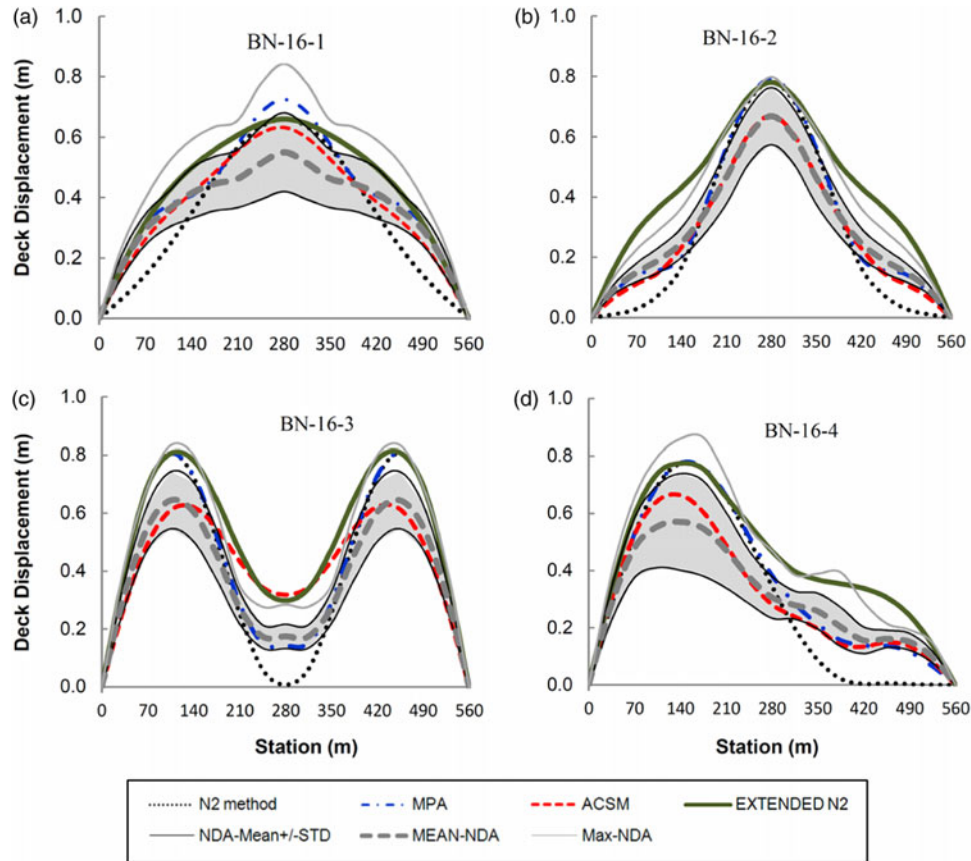 (a)
BN-16-1
Deck Displacement (m)
1.0
0.8
0.6
0.4
0.2
0.0
0 70 140 210 280 350 420 490 560
(b)
BN-16-2
1.0
0.8
0.6
0.4
0.2
0.0
0 70 140 210 280 350 420 490 560
(c)
BN-16-3
Deck Displacement (m)
1.0
0.8
0.6
0.4
0.2
0.0
0 70 140 210 280 350 420 490 560
Station (m)
(d)
BN-16-4
1.0
0.8
0.6
0.4
0.2
0.0
0 70 140 210 280 350 420 490 560
Station (m)
N2 method MPA ACSM EXTENDED N2
NDA-Mean+/-STD MEAN-NDA Max-NDA